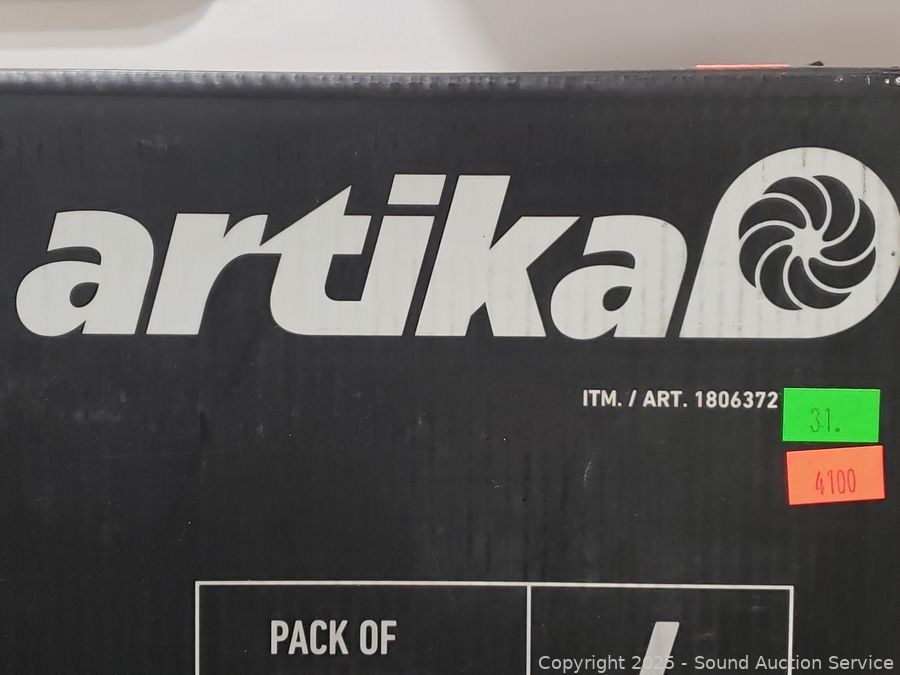 artika
ITM. / ART. 1806372
31.
4100
PACK OF
Copyright 2025 - Sound Auction Service